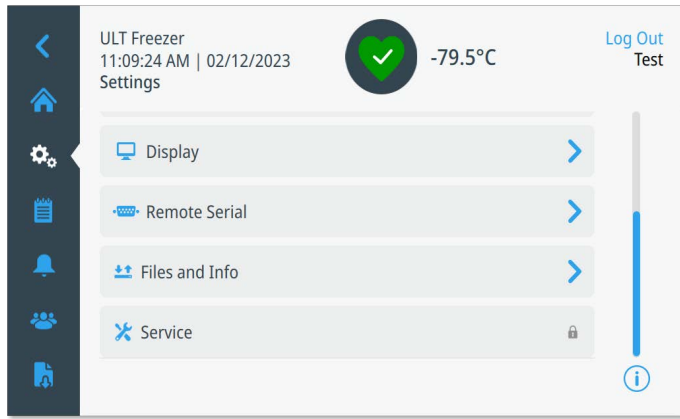 ULT Freezer
11:09:24 AM | 02/12/2023
Settings
-79.5°C
Log Out
Test
Display
Remote Serial
Files and Info
Service
i